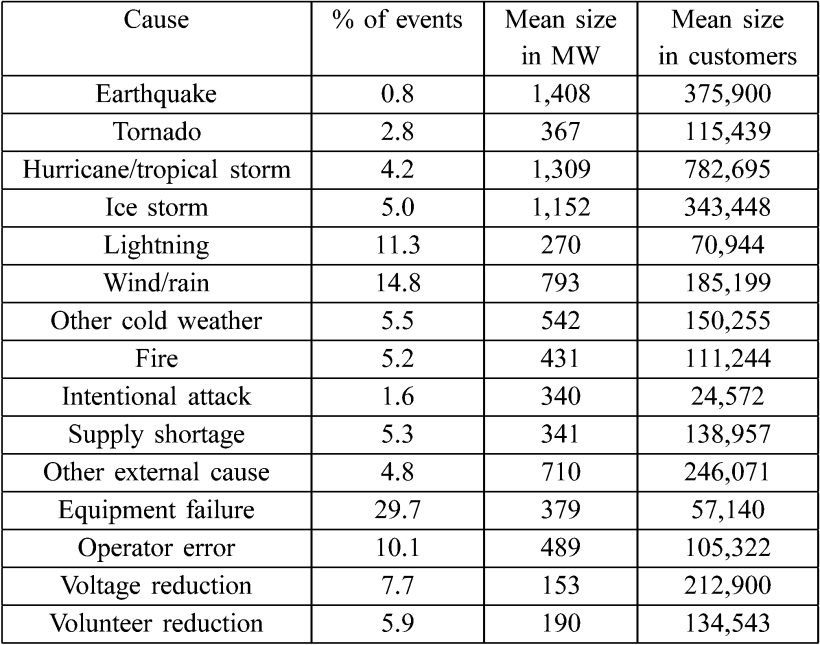 Cause % of events Mean size in MW Mean size in customers
Earthquake 0.8 1,408 375,900
Tornado 2.8 367 115,439
Hurricane/tropical storm 4.2 1,309 782,695
Ice storm 5.0 1,152 343,448
Lightning 11.3 270 70,944
Wind/rain 14.8 793 185,199
Other cold weather 5.5 542 150,255
Fire 5.2 431 111,244
Intentional attack 1.6 340 24,572
Supply shortage 5.3 341 138,957
Other external cause 4.8 710 246,071
Equipment failure 29.7 379 57,140
Operator error 10.1 489 105,322
Voltage reduction 7.7 153 212,900
Volunteer reduction 5.9 190 134,543